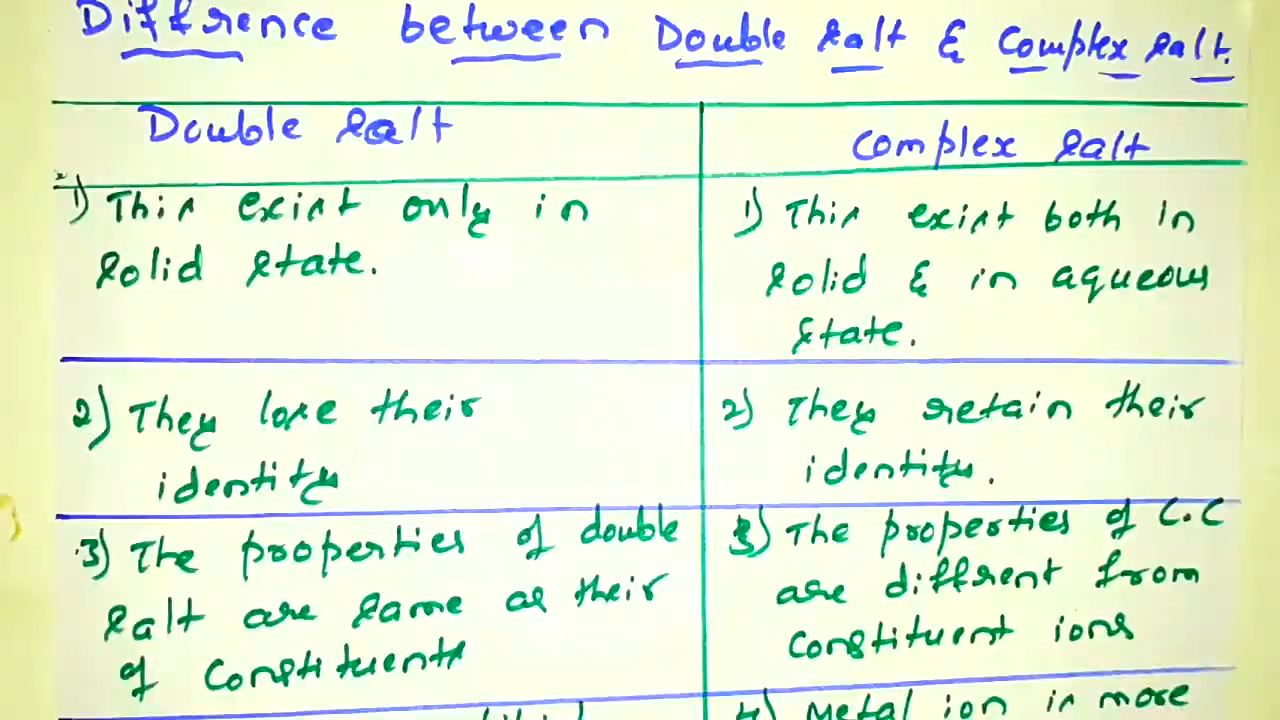 Difference between Double salt & Complex salt.
Double salt
Complex salt
1) This exist only in
solid state.
1) This exist both in
solid & in aqueous
state.
2) They lose their
identity
2) They retain their
identity.
3) The properties of double
salt are same as their
of Constituents
3) The properties of C.C
are different from
constituent ions
4) Metal ion in more